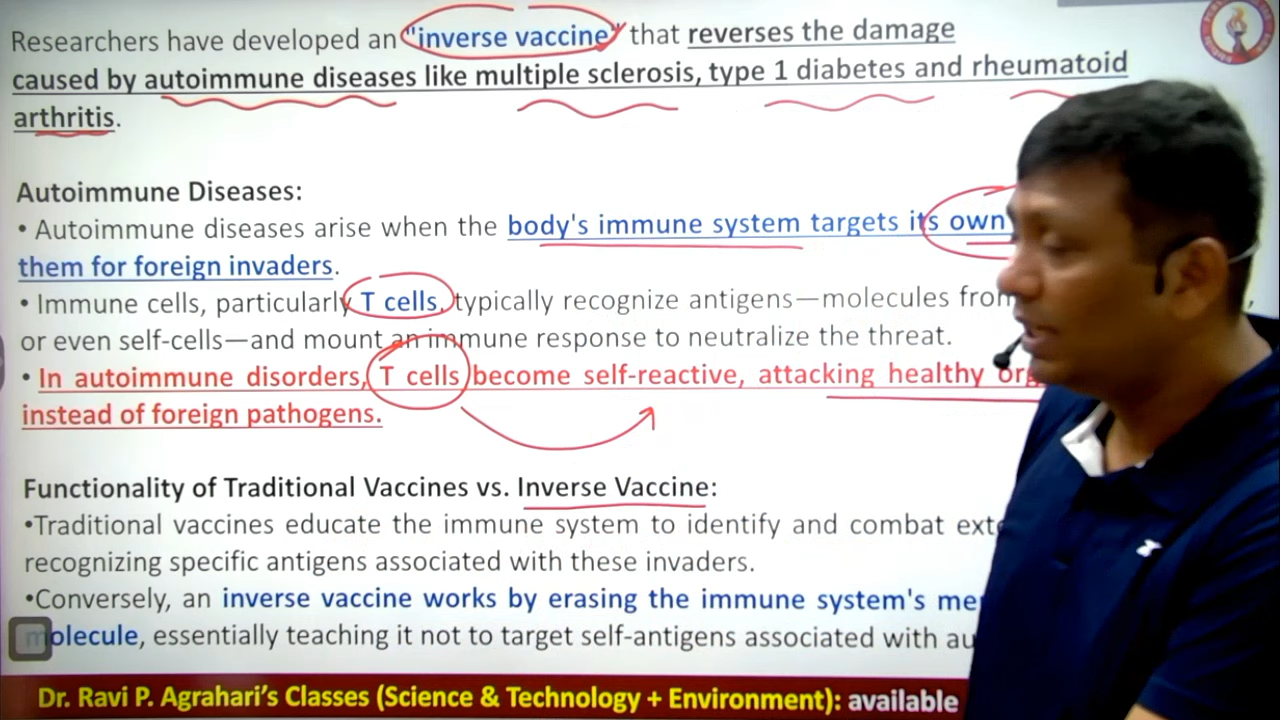 Researchers have developed an "inverse vaccine" that reverses the damage
caused by autoimmune diseases like multiple sclerosis, type 1 diabetes and rheumatoid
arthritis.
Autoimmune Diseases:
• Autoimmune diseases arise when the body's immune system targets its own
them for foreign invaders.
• Immune cells, particularly T cells, typically recognize antigens—molecules from
or even self-cells—and mount an immune response to neutralize the threat.
• In autoimmune disorders, T cells become self-reactive, attacking healthy
instead of foreign pathogens.
Functionality of Traditional Vaccines vs. Inverse Vaccine:
•Traditional vaccines educate the immune system to identify and combat
recognizing specific antigens associated with these invaders.
•Conversely, an inverse vaccine works by erasing the immune system's
molecule, essentially teaching it not to target self-antigens associated with
Dr. Ravi P. Agrahari's Classes (Science & Technology + Environment): available